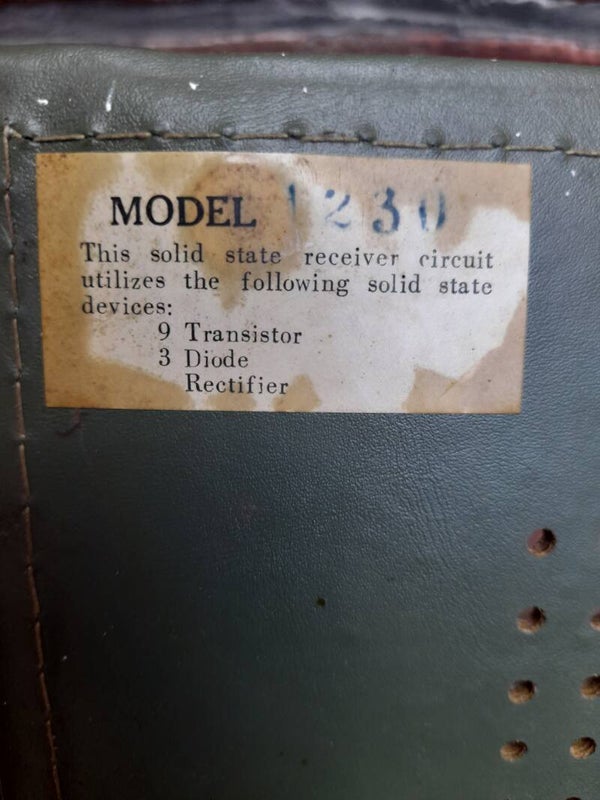 MODEL 1230
This solid state receiver circuit
utilizes the following solid state
devices:
9 Transistor
3 Diode
Rectifier